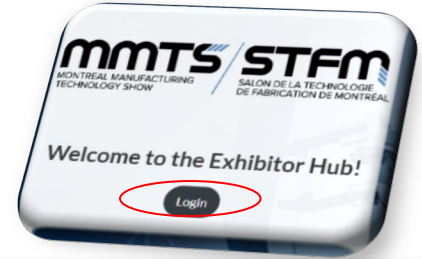 MMTS/STFM
MONTREAL MANUFACTURING
TECHNOLOGY SHOW
SALON DE LA TECHNOLOGIE
DE FABRICATION DE MONTRÉAL
Welcome to the Exhibitor Hub!
Login